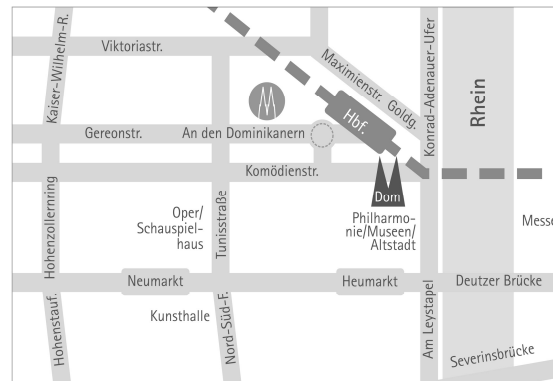 Kaiser-Wilhelm-R.
Viktoriastr.
Maximienstr. Goldg.
Konrad-Adenauer-Ufer
Rhein
Hbf.
Gereonstr.
An den Dominikanern
Komödienstr.
Dom
Hohenzollernring
Oper/
Schauspiel-
haus
Tunisstraße
Philharmo-
nie/Museen/
Altstadt
Messe
Neumarkt
Heumarkt
Deutzer Brücke
Hohenstauf.
Kunsthalle
Nord-Süd-F.
Am Leystapel
Severinsbrücke